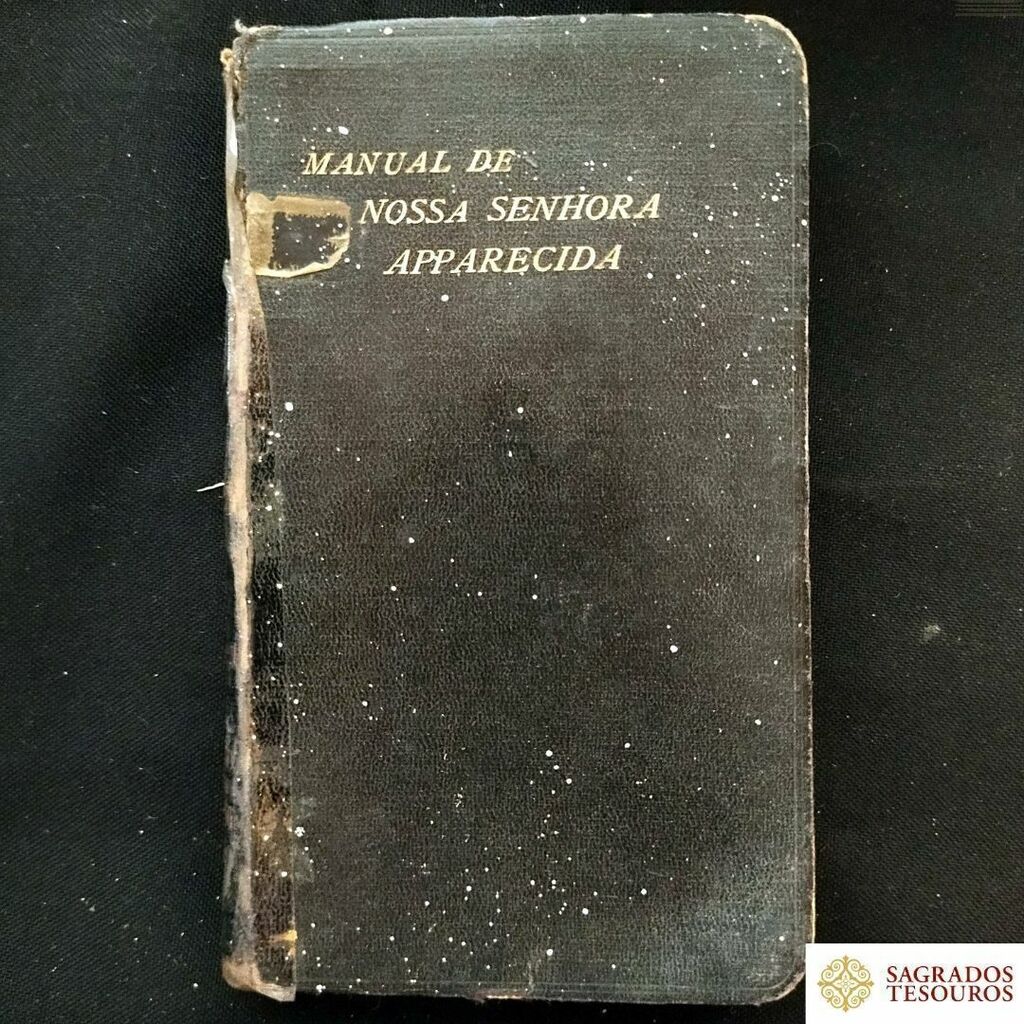 MANUAL DE
NOSSA SENHORA
APPARECIDA
SAGRADOS
TESOUROS